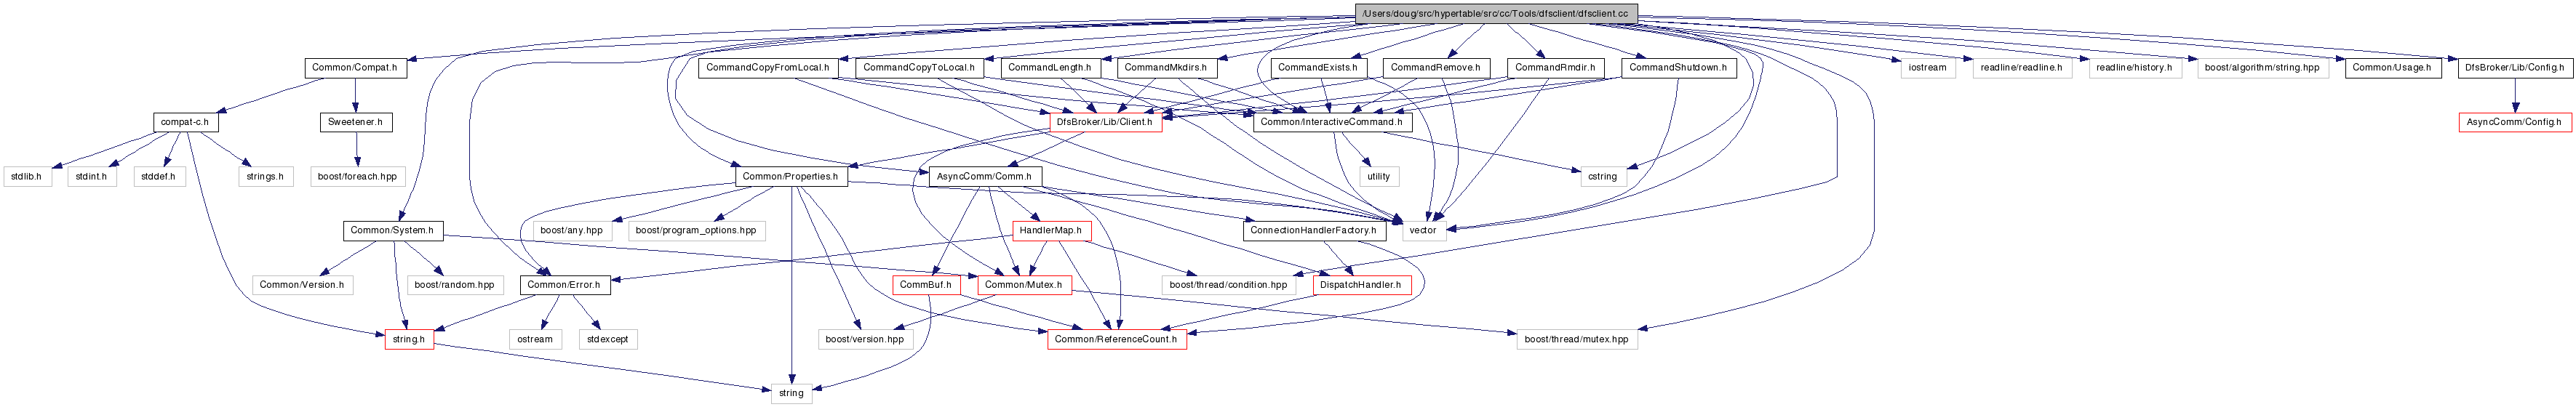 /Users/doug/src/hypertable/src/cc/Tools/dfsclient/dfsclient.cc
Common/Compat.h
CommandCopyFromLocal.h
CommandCopyToLocal.h
CommandLength.h
CommandMkdirs.h
CommandExists.h
CommandRemove.h
CommandRmdir.h
CommandShutdown.h
iostream
readline/readline.h
readline/history.h
boost/algorithm/string.hpp
Common/Usage.h
DfsBroker/Lib/Config.h
compat-c.h
Sweetener.h
DfsBroker/Lib/Client.h
Common/InteractiveCommand.h
AsyncComm/Config.h
stdlib.h
stdint.h
stddef.h
strings.h
boost/foreach.hpp
Common/Properties.h
AsyncComm/Comm.h
utility
cstring
Common/System.h
boost/any.hpp
boost/program_options.hpp
HandlerMap.h
ConnectionHandlerFactory.h
vector
Common/Version.h
boost/random.hpp
Common/Error.h
CommBuf.h
Common/Mutex.h
boost/thread/condition.hpp
DispatchHandler.h
string.h
ostream
stdexcept
boost/version.hpp
Common/ReferenceCount.h
boost/thread/mutex.hpp
string